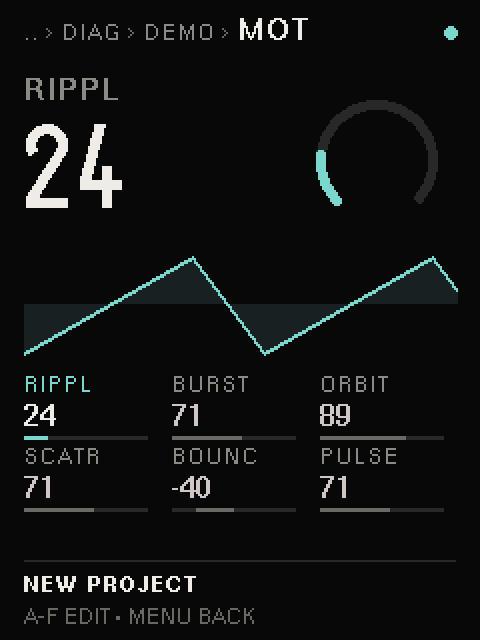 ..› DIAG › DEMO › MOT
RIPPL
24
RIPPL BURST ORBIT
24 71 89
SCATR BOUNC PULSE
71 -40 71
NEW PROJECT
A-F EDIT · MENU BACK